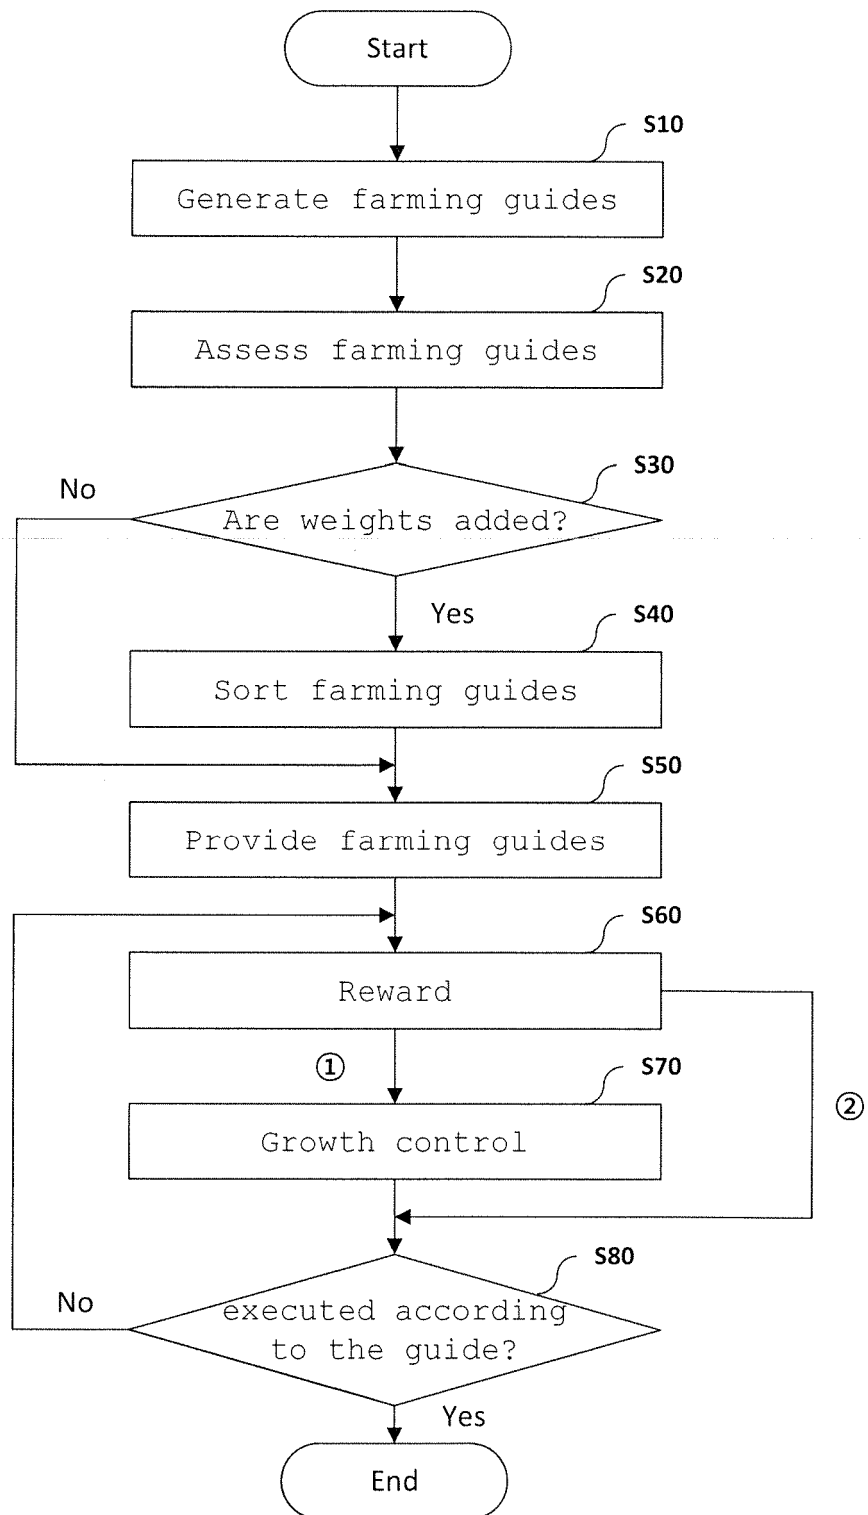 Start
S10
Generate farming guides
S20
Assess farming guides
S30
No
Are weights added?
Yes
S40
Sort farming guides
S50
Provide farming guides
S60
Reward
①
S70
②
Growth control
S80
No
executed according
to the guide?
Yes
End